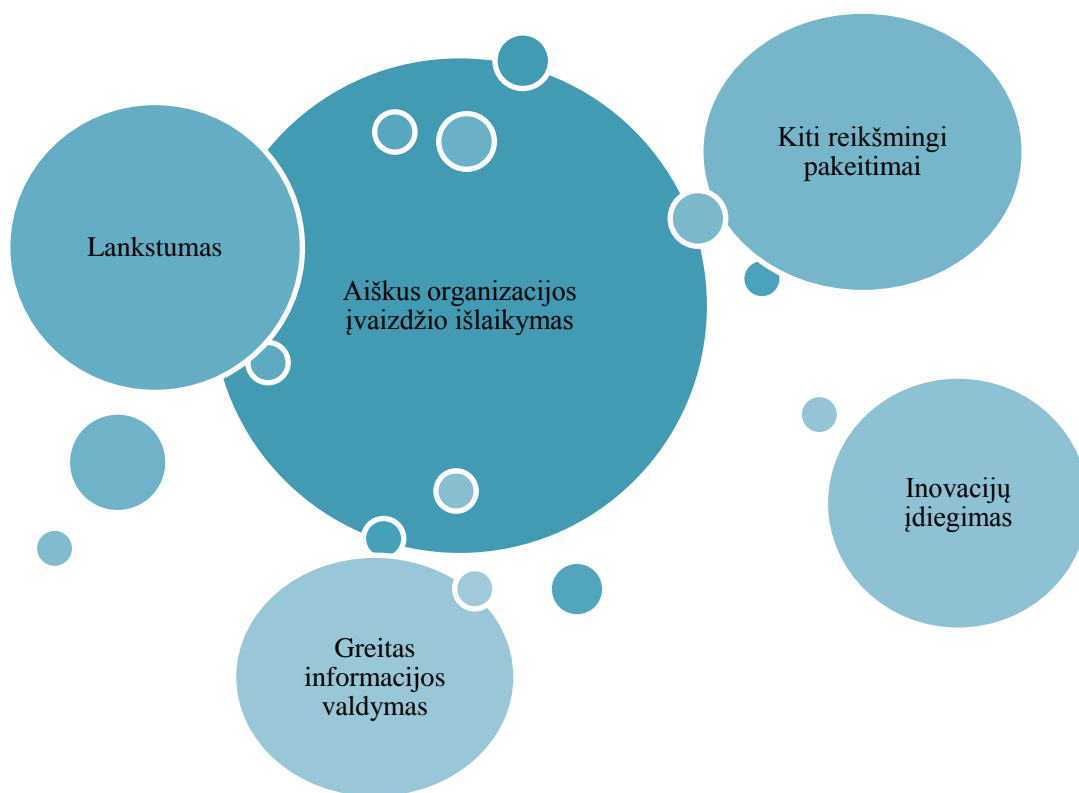 Kiti reikšmingi
pakeitimai
Lankstumas
Aiškus organizacijos
įvaizdžio išlaikymas
Inovacijų
įdiegimas
Greitas
informacijos
valdymas